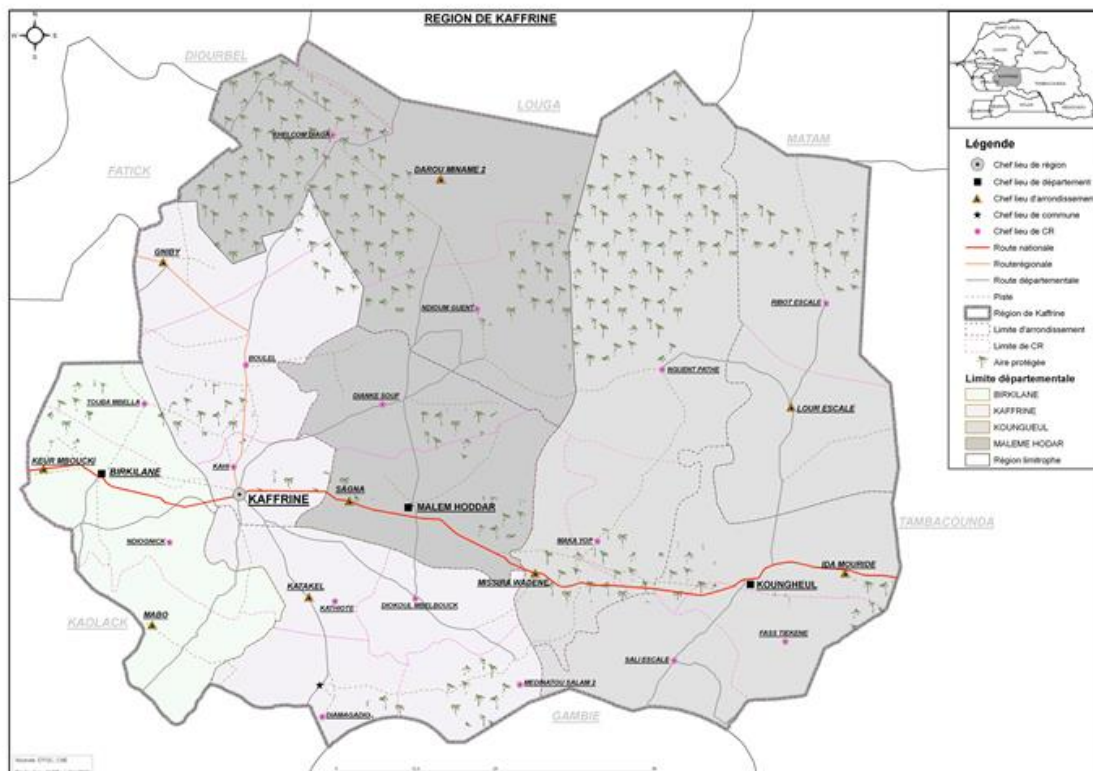 REGION DE KAFFRINE
N
W
E
S
DIOURBEL
LOUGA
MATAM
FATICK
KHELCOM DIAGA
DAROU MINAME 2
GNIBY
NDIOUM GUENT
RIBOT ESCALE
BOULEL
NGUENT PATHE
TOUBA MBELLA
DIANKE SOUF
LOUR ESCALE
KEUR MBOUCKI
BIRKILANE
KAHI
KAFFRINE
SAGNA
MALEM HODDAR
TAMBACOUNDA
NDIOGNICK
MAKA YOP
MISSIRA WADENE
IDA MOURIDE
KOUNGHEUL
KATAKEL
KATHIOTE
DIOKOUL MBELBOUCK
MABO
KAOLACK
FASS TIEKENE
SALI ESCALE
MEDINATOU SALAM 2
DIAMAGADIO
GAMBIE
Légende
Chef lieu de région
Chef lieu de département
Chef lieu d'arrondissement
Chef lieu de commune
Chef lieu de CR
Route nationale
Routerégionale
Route départementale
Piste
Région de Kaffrine
Limite d'arrondissement
Limite de CR
Aire protégée
Limite départementale
BIRKILANE
KAFFRINE
KOUNGUEUL
MALEME HODAR
Région limitrophe